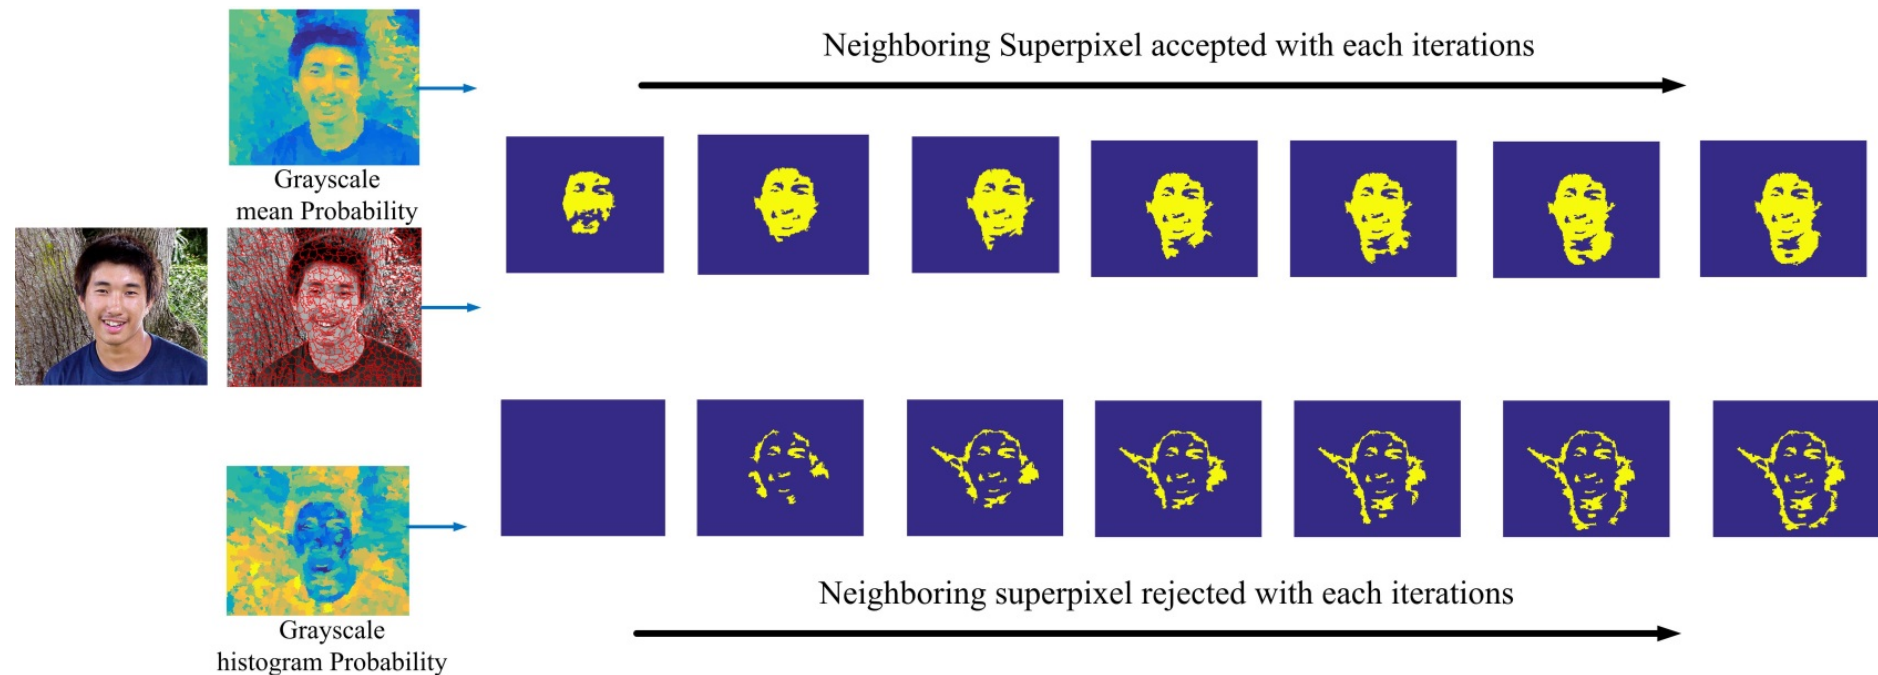 Neighboring Superpixel accepted with each iterations
Grayscale
mean Probability
Neighboring superpixel rejected with each iterations
Grayscale
histogram Probability